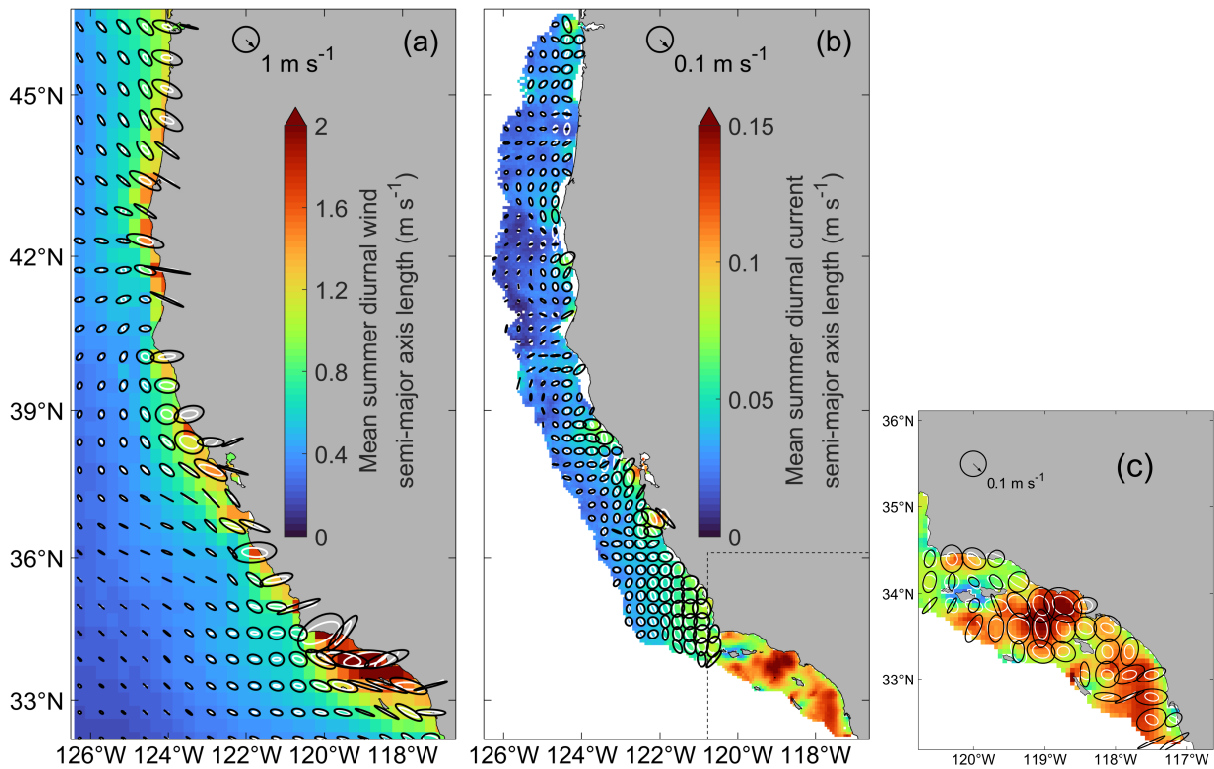 (a)
1 m s⁻¹
45°N
42°N
39°N
36°N
33°N
2
1.6
1.2
0.8
0.4
0
Mean summer diurnal wind
semi-major axis length (m s⁻¹)
126°W
124°W
122°W
120°W
118°W
(b)
0.1 m s⁻¹
0.15
0.1
0.05
0
Mean summer diurnal current
semi-major axis length (m s⁻¹)
126°W
124°W
122°W
120°W
118°W
(c)
0.1 m s⁻¹
36°N
35°N
34°N
33°N
120°W
119°W
118°W
117°W